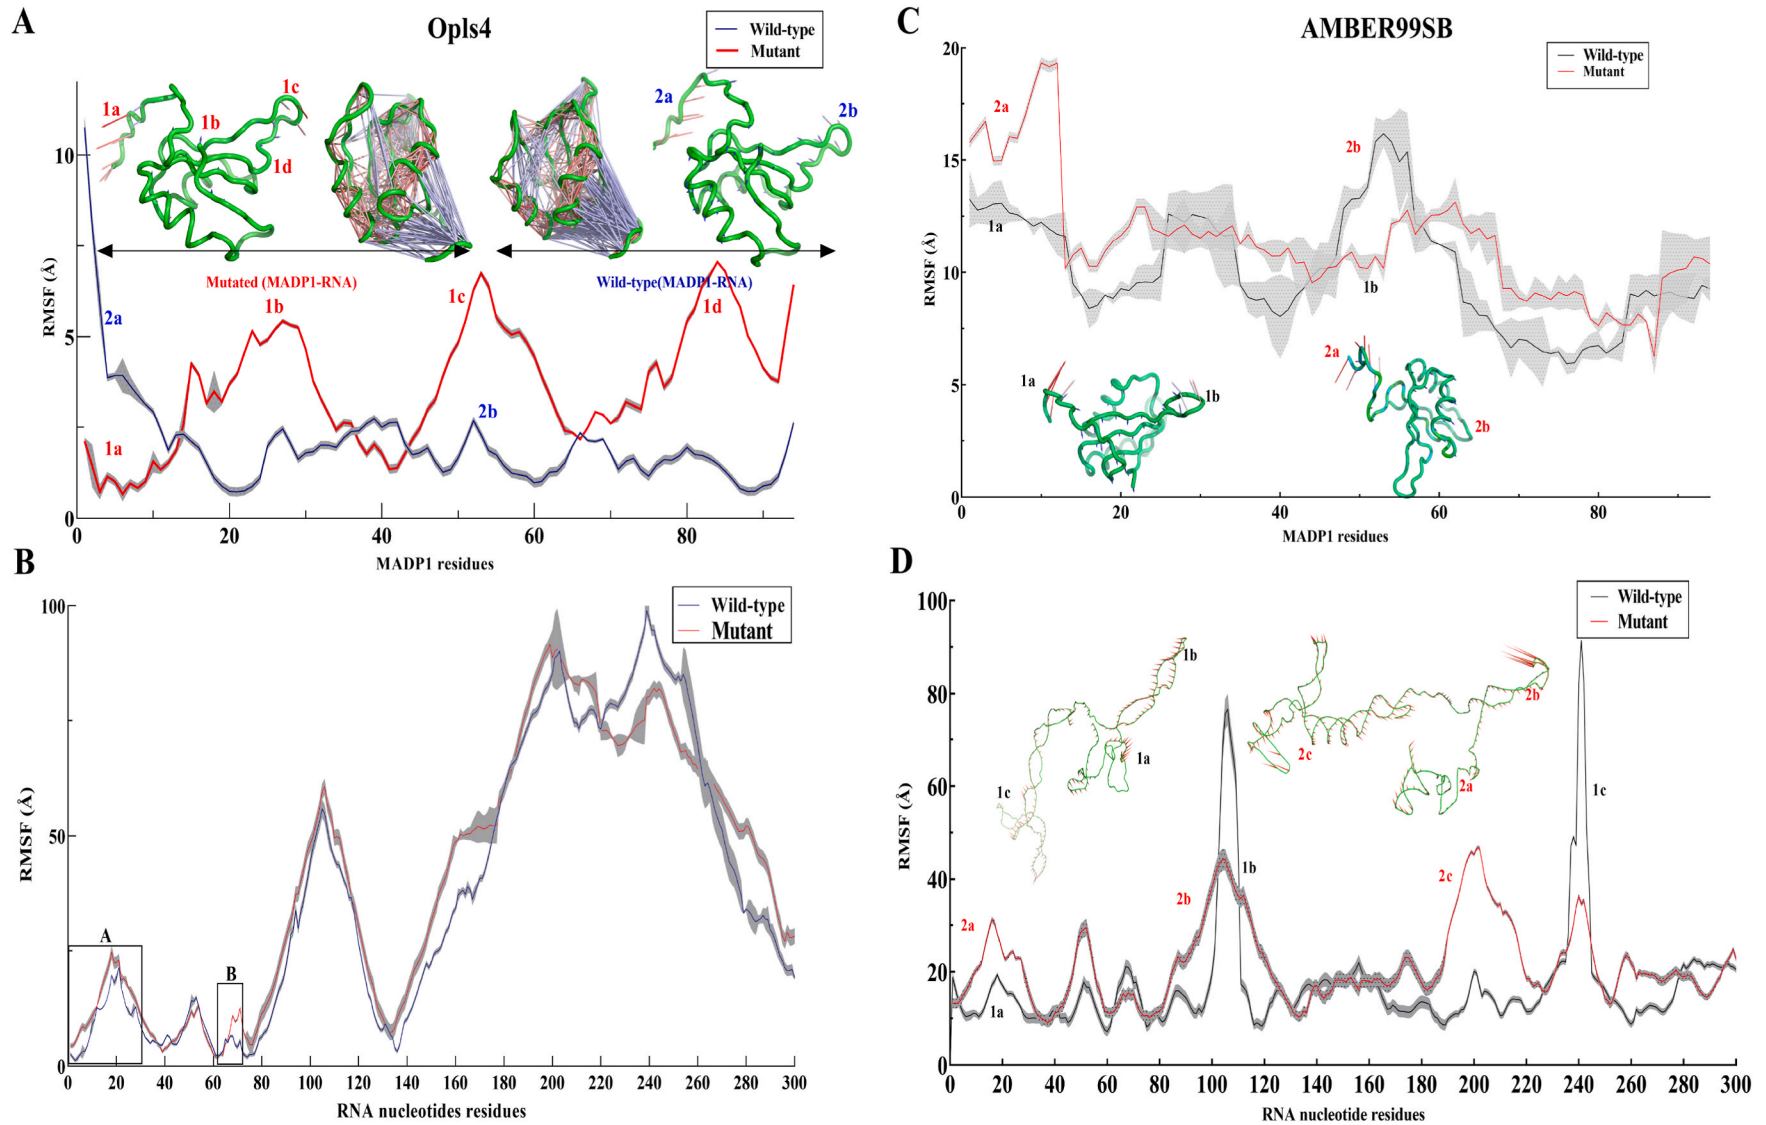 A
Opls4
Wild-type
Mutant
1a
1b
1c
1d
2a
2b
Mutated (MADP1-RNA)
Wild-type(MADP1-RNA)
2a
1a
1b
1c
2b
1d
RMSF (Å)
10
5
0
0
20
40
60
80
MADP1 residues
C
AMBER99SB
Wild-type
Mutant
2a
1a
2b
1b
1a
1b
2a
2b
RMSF (Å)
20
15
10
5
0
0
20
40
60
80
MADP1 residues
B
Wild-type
Mutant
A
B
RMSF (Å)
100
50
0
0
20
40
60
80
100
120
140
160
180
200
220
240
260
280
300
RNA nucleotides residues
D
Wild-type
Mutant
1b
1a
1c
2b
2c
2a
1c
2a
1a
2b
1b
2c
RMSF (Å)
100
80
60
40
20
0
0
20
40
60
80
100
120
140
160
180
200
220
240
260
280
300
RNA nucleotide residues